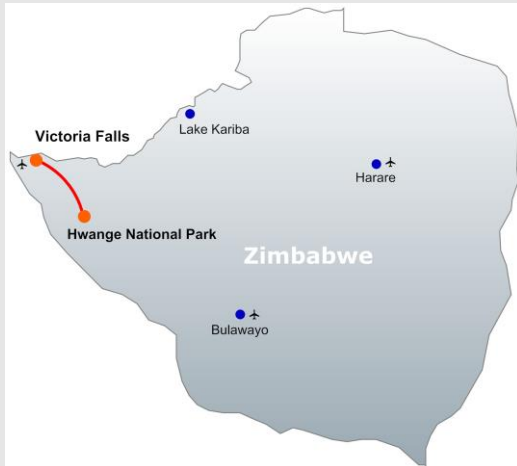 Lake Kariba
Victoria Falls
Harare
Hwange National Park
Zimbabwe
Bulawayo